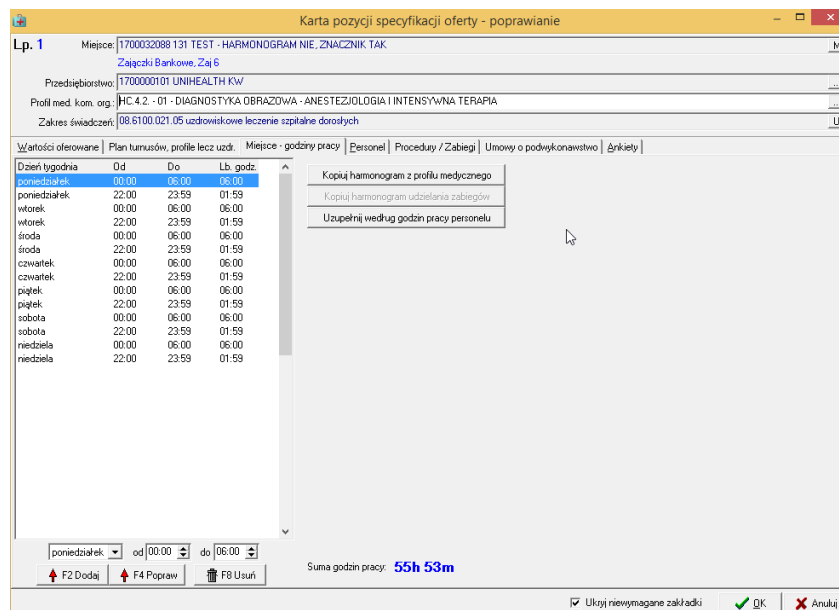 Karta pozycji specyfikacji oferty - poprawianie
Lp. 1 Miejsce: 1700032088 131 TEST - HARMONOGRAM NIE, ZNACZNIK TAK
Zajączki Bankowe, Zaj 6
Przedsiębiorstwo: 1700000101 UNIHEALTH KW ...
Profil med. kom. org.: HC.4.2. - 01 - DIAGNOSTYKA OBRAZOWA - ANESTEZJOLOGIA I INTENSYWNA TERAPIA ...
Zakres świadczeń: 08.6100.021.05 uzdrowiskowe leczenie szpitalne dorosłych
Wartości oferowane Plan turnusów, profile lecz uzdr. Miejsce - godziny pracy Personel Procedury / Zabiegi Umowy o podwykonawstwo Ankiety
Dzień tygodnia Od Do Lb. godz.
poniedziałek 00:00 06:00 06:00
poniedziałek 22:00 23:59 01:59
wtorek 00:00 06:00 06:00
wtorek 22:00 23:59 01:59
środa 00:00 06:00 06:00
środa 22:00 23:59 01:59
czwartek 00:00 06:00 06:00
czwartek 22:00 23:59 01:59
piątek 00:00 06:00 06:00
piątek 22:00 23:59 01:59
sobota 00:00 06:00 06:00
sobota 22:00 23:59 01:59
niedziela 00:00 06:00 06:00
niedziela 22:00 23:59 01:59
Kopiuj harmonogram z profilu medycznego
Kopiuj harmonogram udzielania zabiegów
Uzupełnij według godzin pracy personelu
poniedziałek od 00:00 do 06:00
F2 Dodaj F4 Popraw F8 Usuń
Suma godzin pracy: 55h 53m
Ukryj niewymagane zakładki OK Anuluj